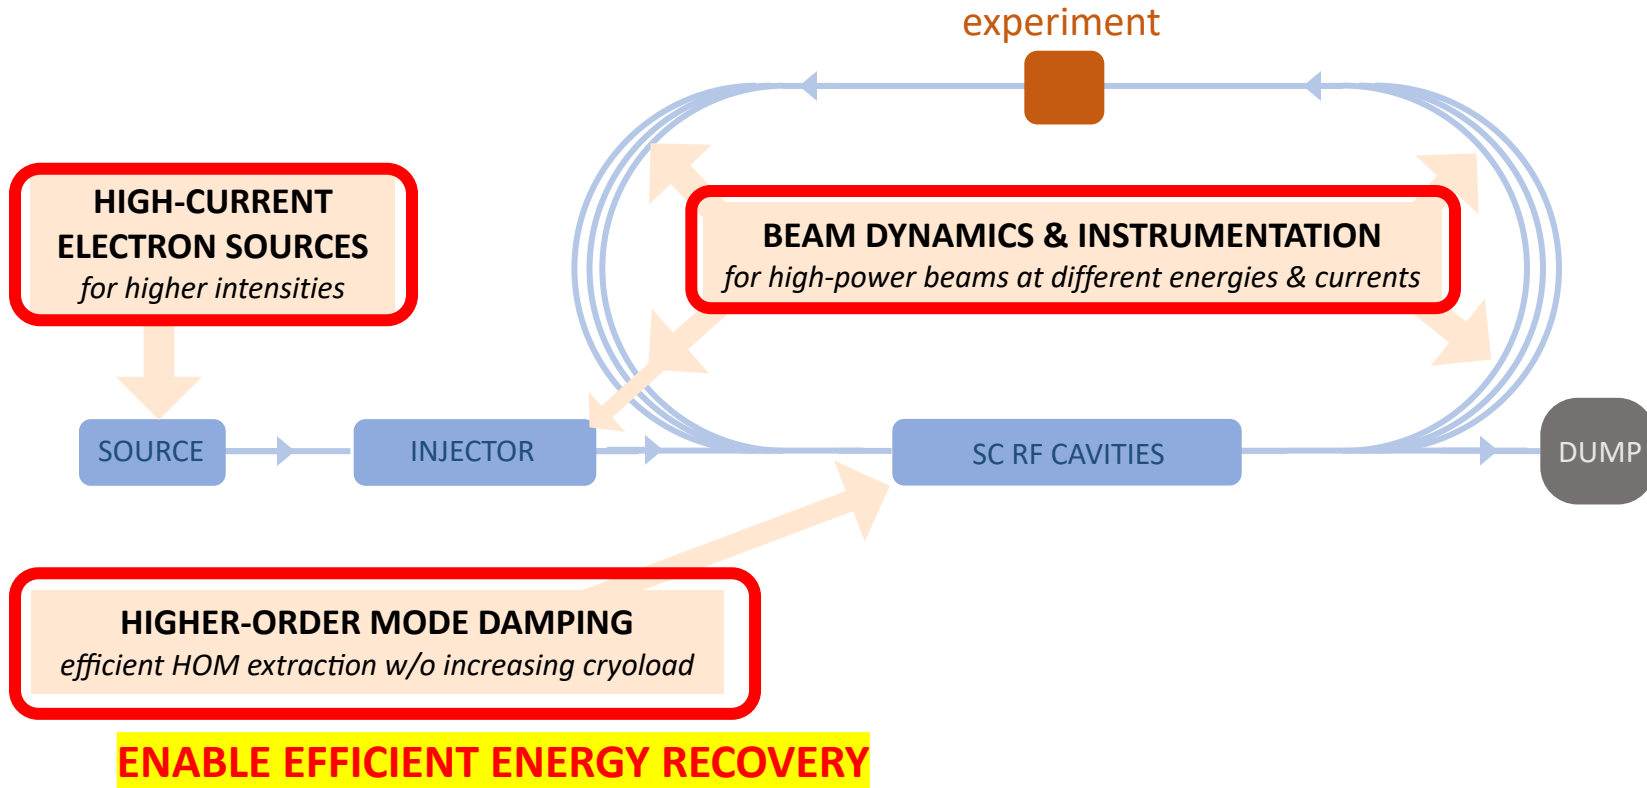 experiment
HIGH-CURRENT
ELECTRON SOURCES
for higher intensities
BEAM DYNAMICS & INSTRUMENTATION
for high-power beams at different energies & currents
SOURCE
INJECTOR
SC RF CAVITIES
DUMP
HIGHER-ORDER MODE DAMPING
efficient HOM extraction w/o increasing cryoload
ENABLE EFFICIENT ENERGY RECOVERY